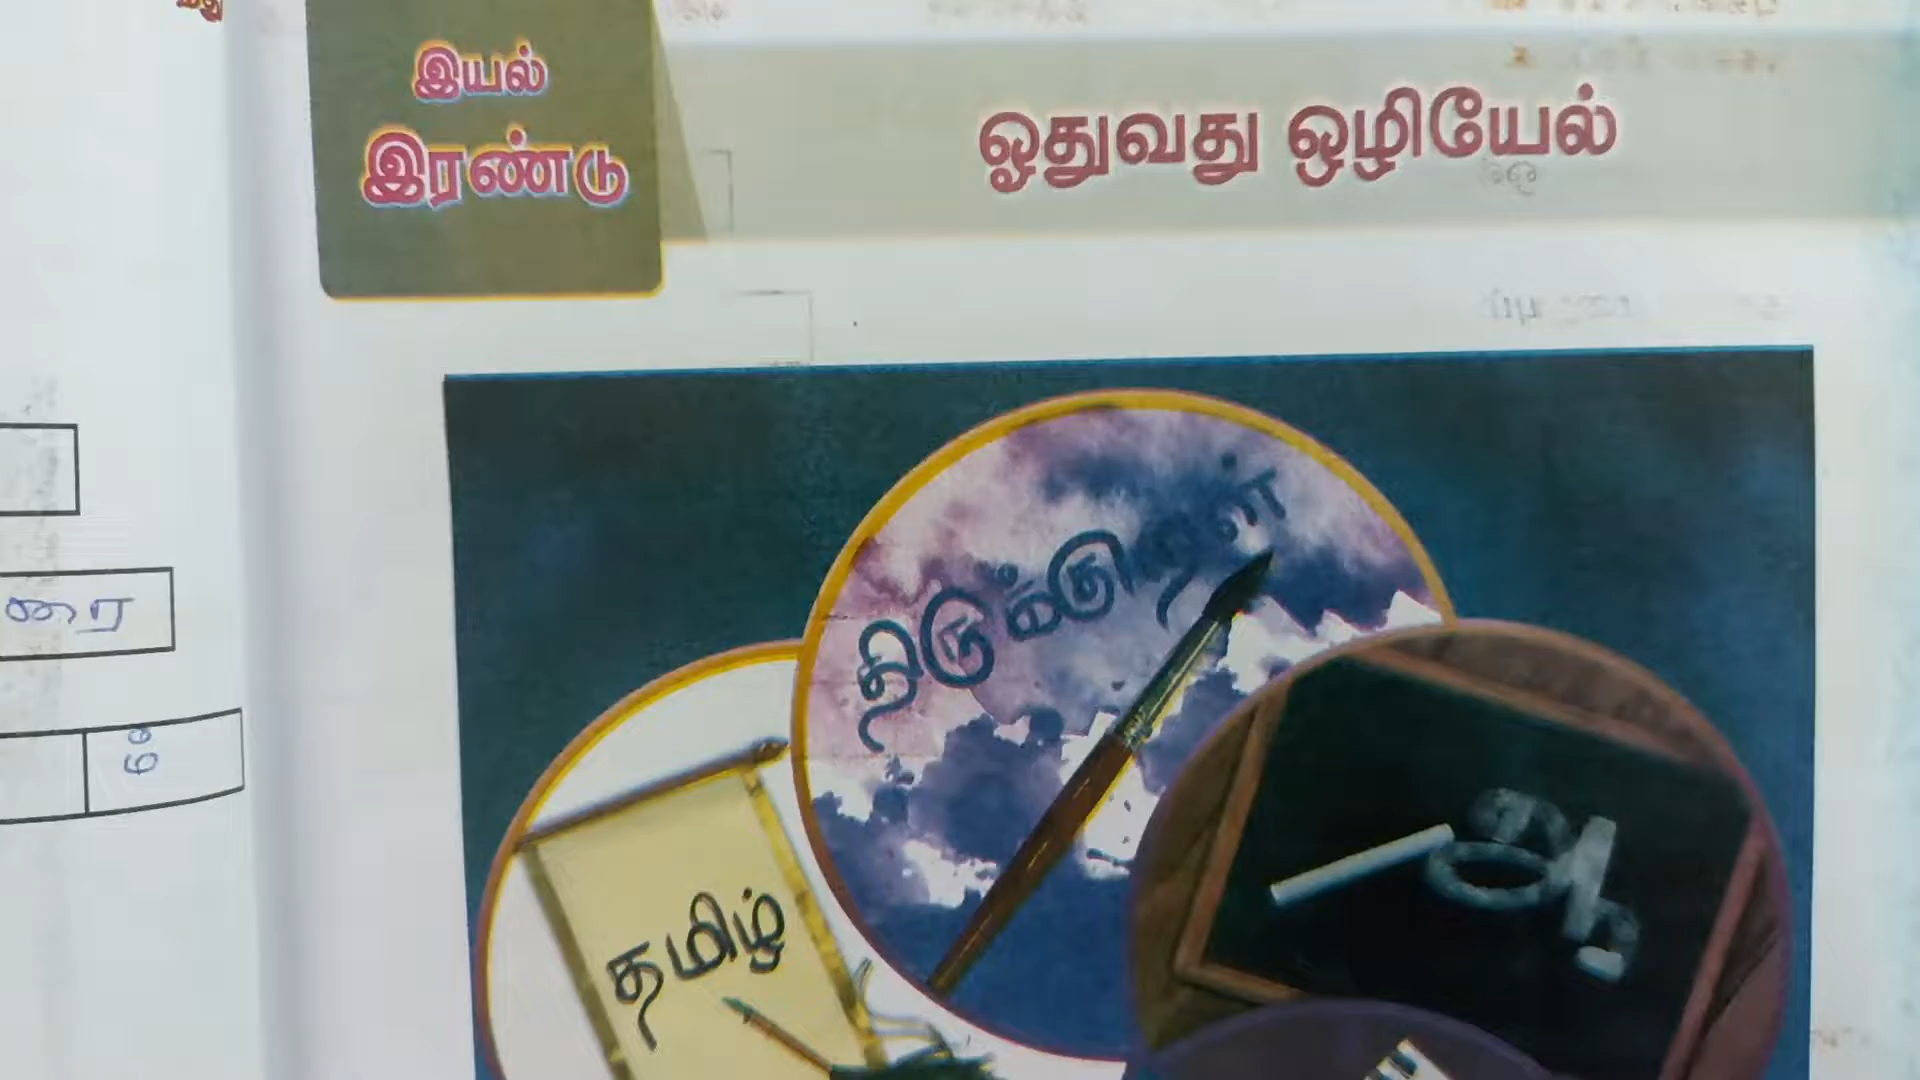 இயல்
இரண்டு
ஓதுவது ஒழியேல்
திருக்குறள்
தமிழ்
ஆ
ரை